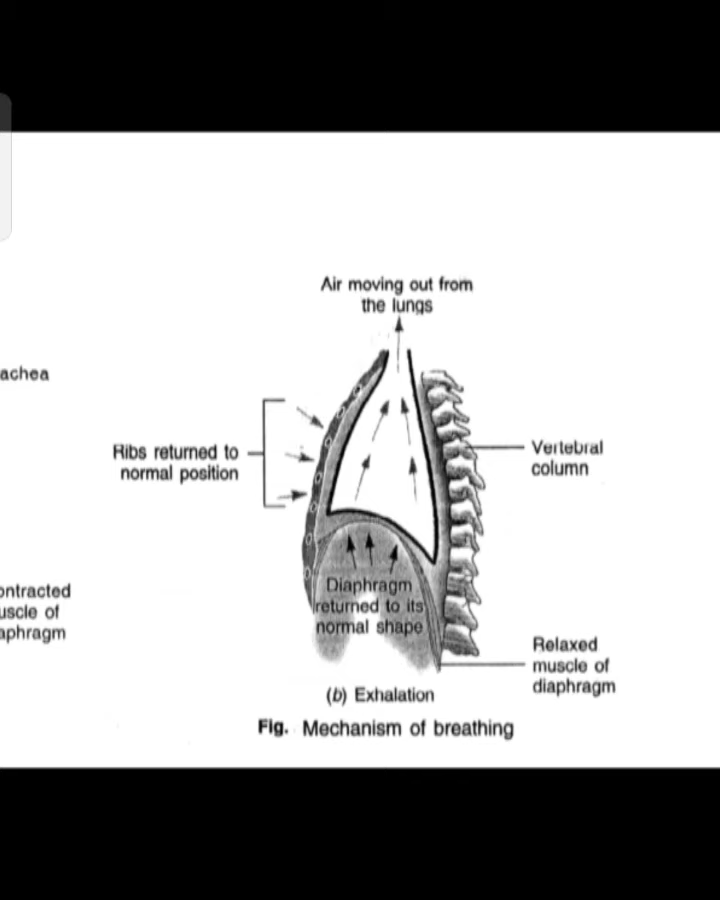 Air moving out from
the lungs
achea
Ribs returned to
normal position
Vertebral
column
Diaphragm
returned to its
normal shape
ontracted
uscle of
aphragm
Relaxed
muscle of
diaphragm
(b) Exhalation
Fig. Mechanism of breathing